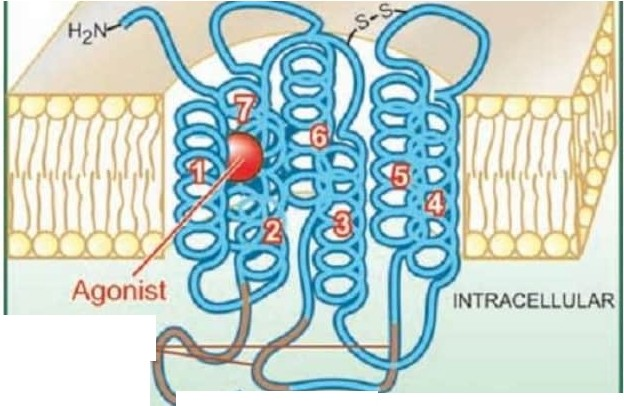 H₂N
S-S
7
6
1
5
4
2
3
Agonist
INTRACELLULAR